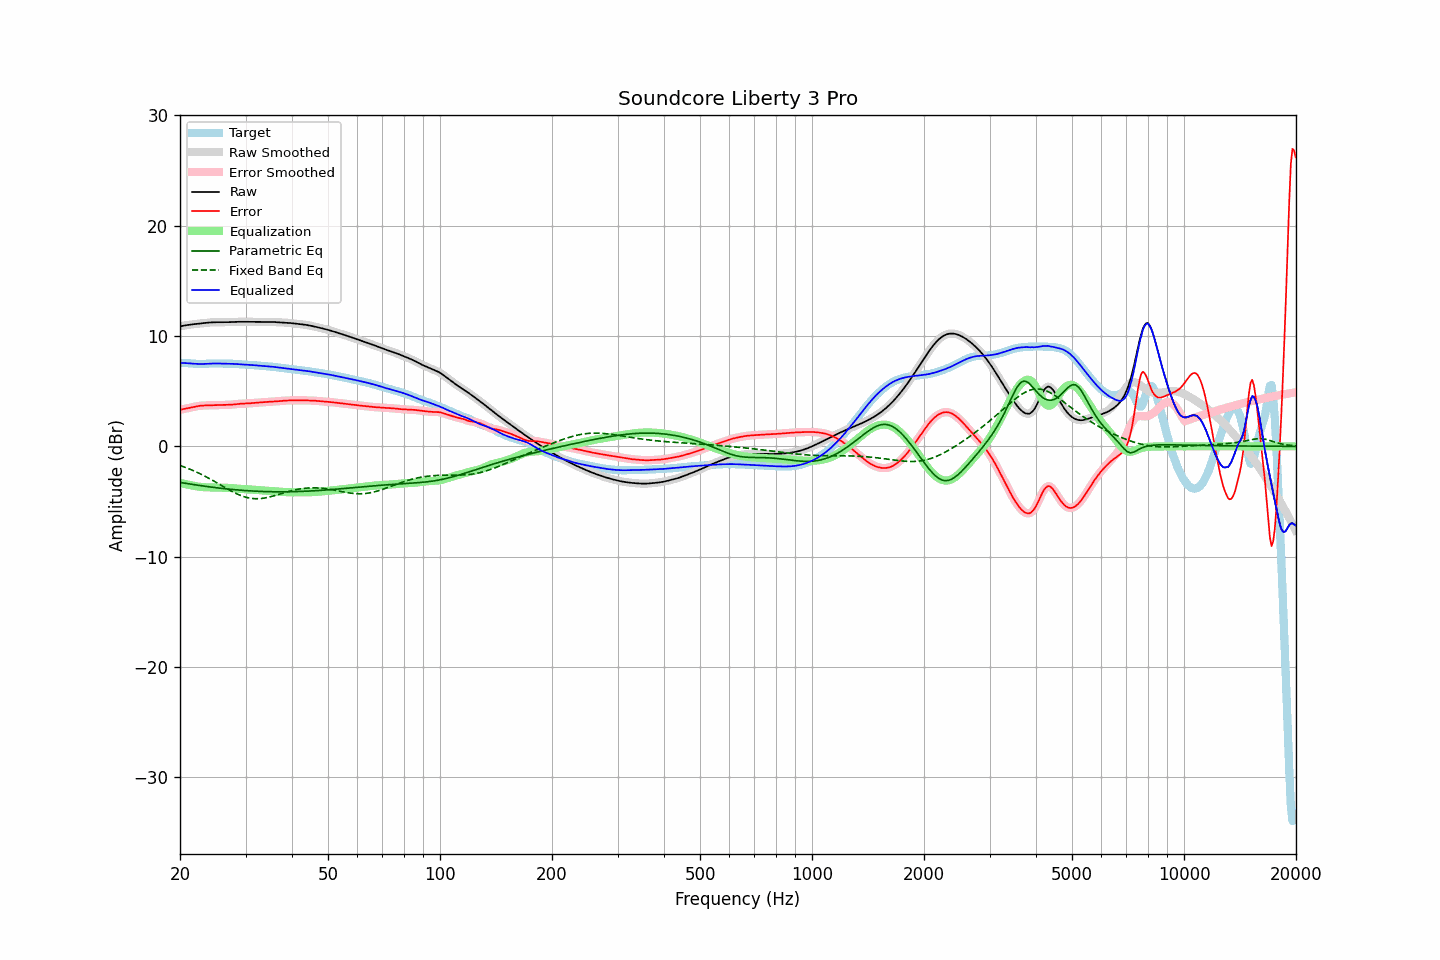 Soundcore Liberty 3 Pro
30
20
10
0
−10
−20
−30
Amplitude (dBr)
Target
Raw Smoothed
Error Smoothed
Raw
Error
Equalization
Parametric Eq
Fixed Band Eq
Equalized
20 50 100 200 500 1000 2000 5000 10000 20000
Frequency (Hz)